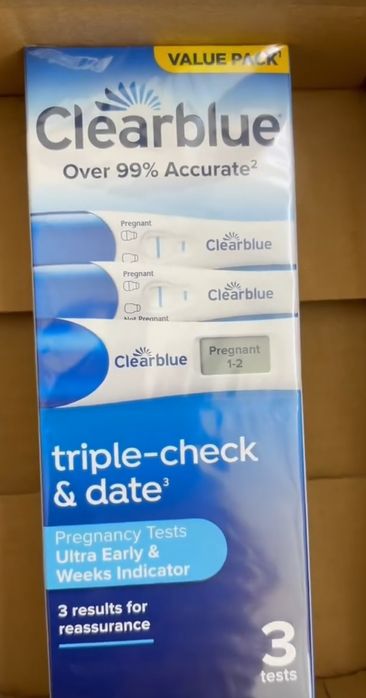 VALUE PACK¹
Clearblue
Over 99% Accurate²
Pregnant
Clearblue
Pregnant
Clearblue
Not Pregnant
Clearblue
Pregnant
1-2
triple-check
& date³
Pregnancy Tests
Ultra Early &
Weeks Indicator
3 results for
reassurance
3
tests